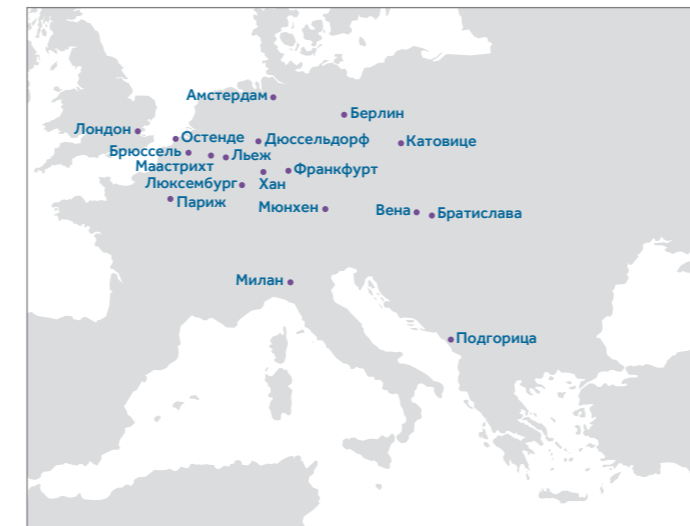 Амстердам
Берлин
Лондон
Остенде
Дюссельдорф
Катовице
Брюссель
Льеж
Маастрихт
Франкфурт
Люксембург
Хан
Париж
Мюнхен
Вена
Братислава
Милан
Подгорица